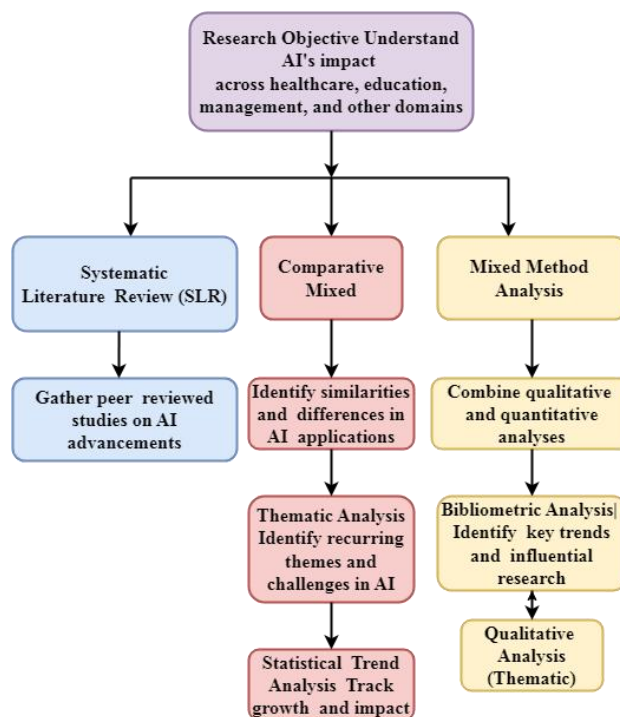 Research Objective Understand
AI's impact
across healthcare, education,
management, and other domains
Systematic
Literature Review (SLR)
Comparative
Mixed
Mixed Method
Analysis
Gather peer reviewed
studies on AI
advancements
Identify similarities
and differences in
AI applications
Combine qualitative
and quantitative
analyses
Thematic Analysis
Identify recurring
themes and
challenges in AI
Bibliometric Analysis|
Identify key trends
and influential
research
Statistical Trend
Analysis Track
growth and impact
Qualitative
Analysis
(Thematic)